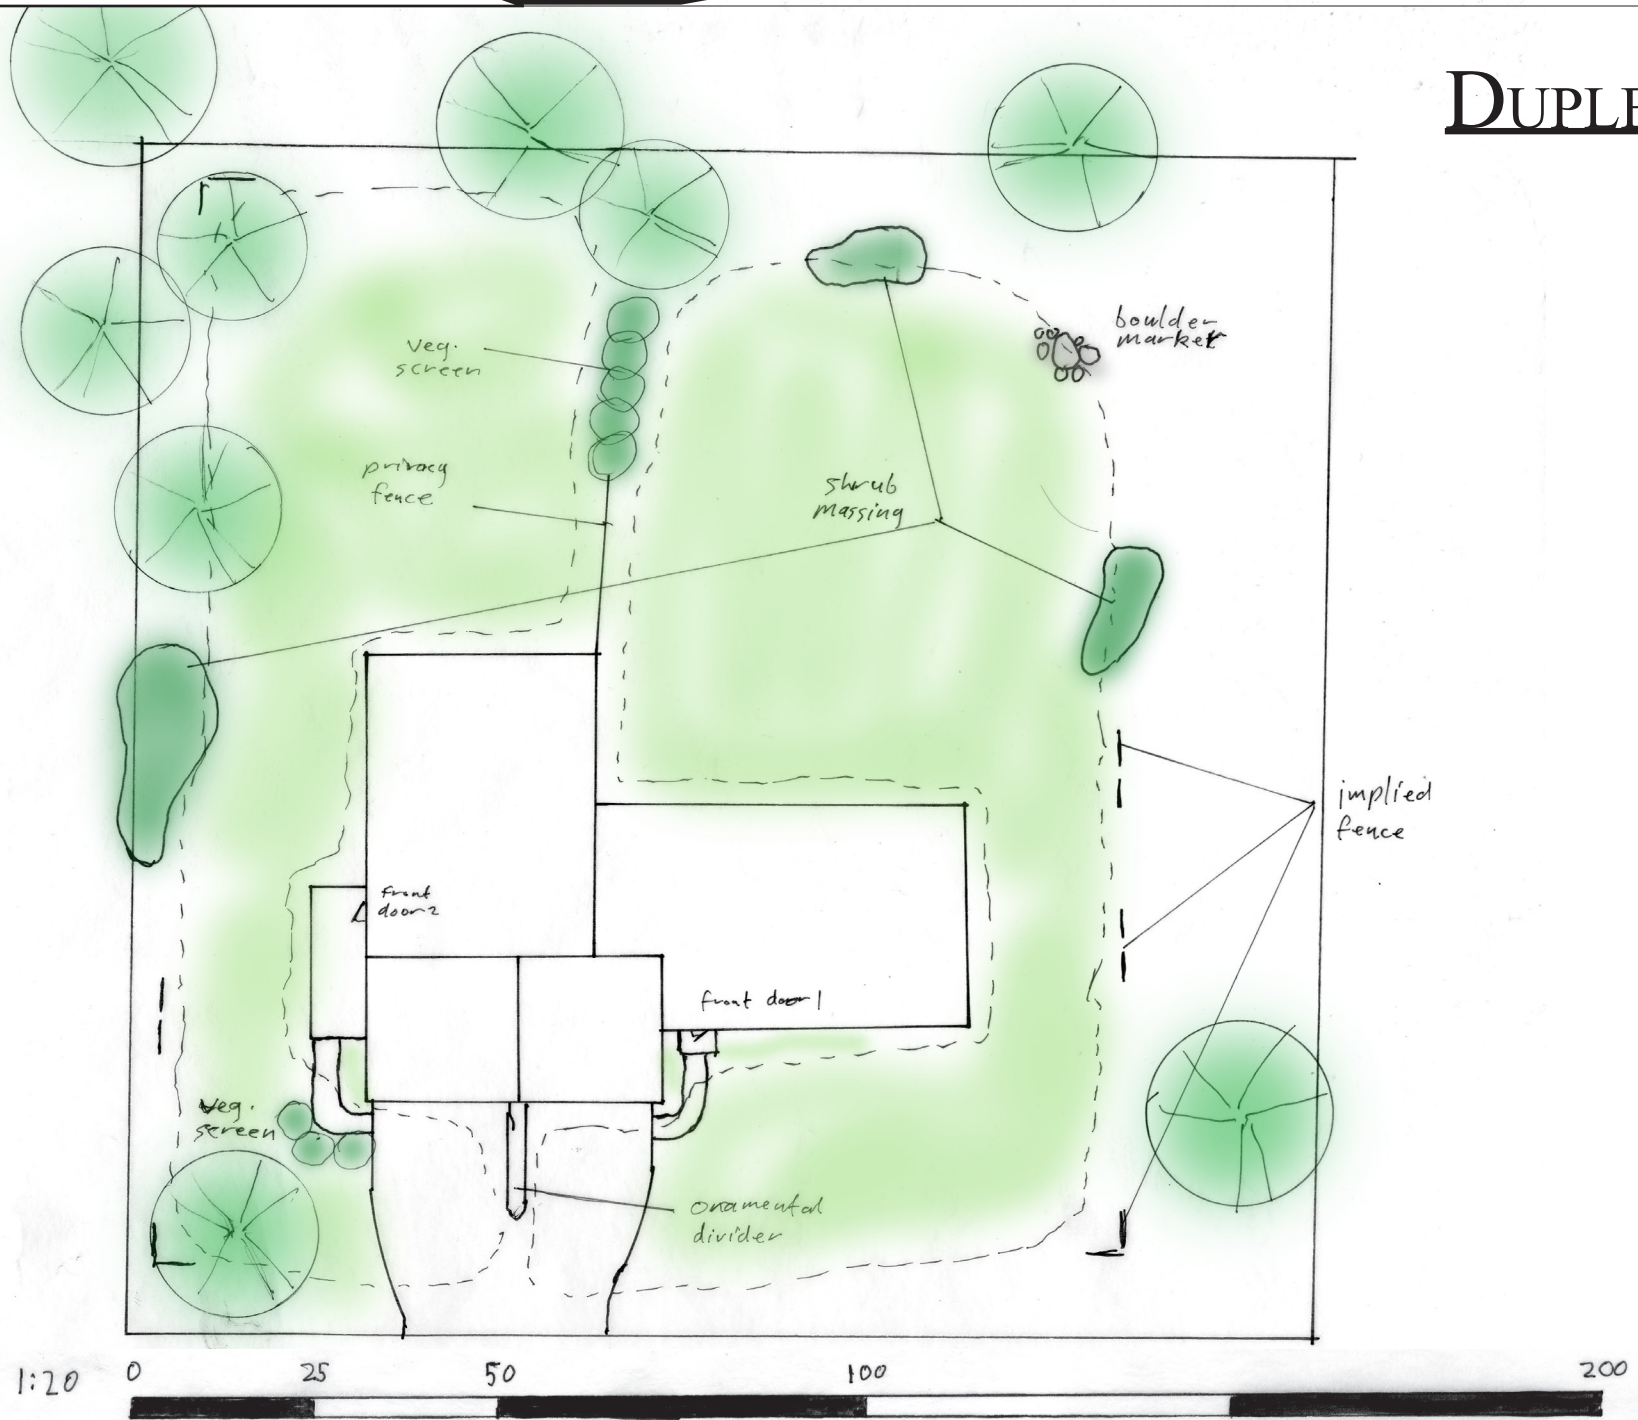 DUPLE
boulder
marker
veg.
screen
privacy
fence
shrub
massing
implied
fence
front
door 2
front door 1
veg.
screen
ornamental
divider
1:20 0 25 50 100 200